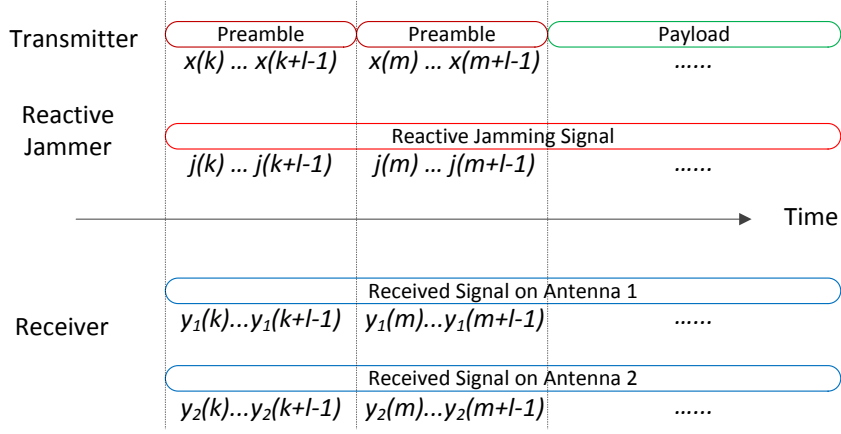 Transmitter
Preamble Preamble Payload
x(k) ... x(k+l-1) x(m) ... x(m+l-1) ......
Reactive
Jammer
Reactive Jamming Signal
j(k) ... j(k+l-1) j(m) ... j(m+l-1) ......
Time
Receiver
Received Signal on Antenna 1
y1(k)...y1(k+l-1) y1(m)...y1(m+l-1) ......
Received Signal on Antenna 2
y2(k)...y2(k+l-1) y2(m)...y2(m+l-1) ......